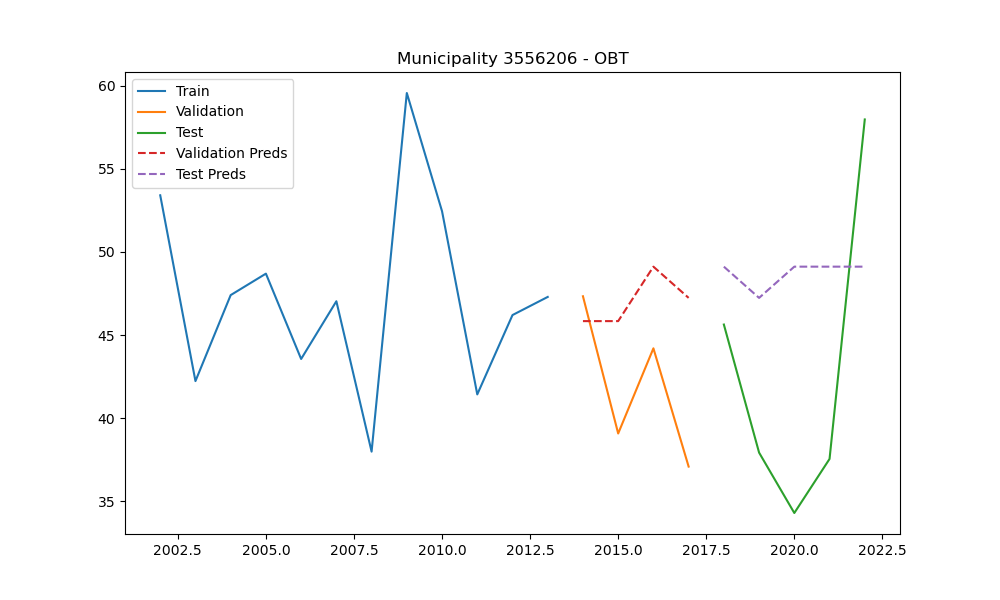 Municipality 3556206 - OBT
Train
Validation
Test
Validation Preds
Test Preds
60
55
50
45
40
35
2002.5 2005.0 2007.5 2010.0 2012.5 2015.0 2017.5 2020.0 2022.5